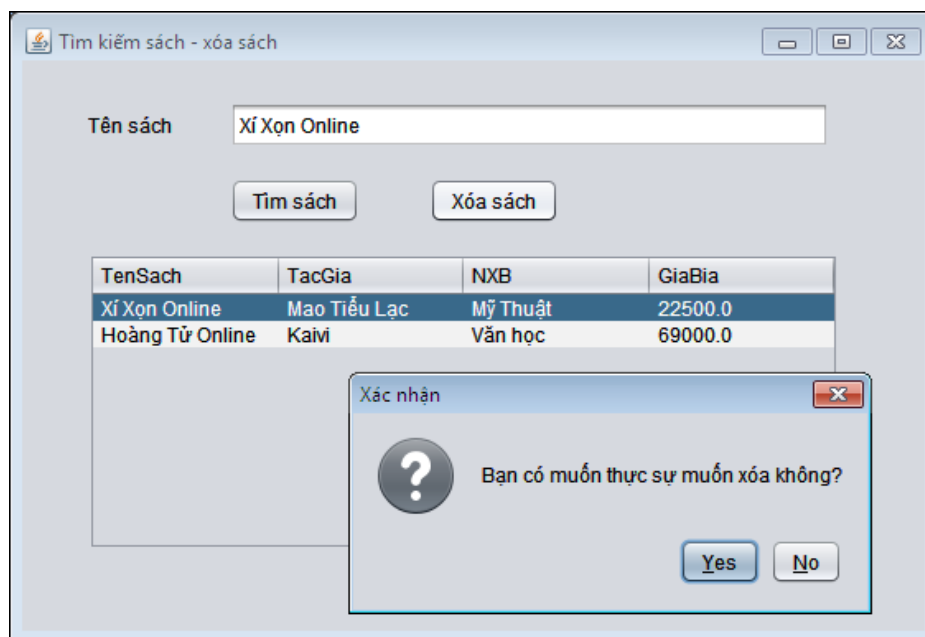 Tìm kiếm sách - xóa sách
Tên sách Xí Xọn Online
Tìm sách Xóa sách
TenSach TacGia NXB GiaBia
Xí Xọn Online Mao Tiểu Lạc Mỹ Thuật 22500.0
Hoàng Tử Online Kaivi Văn học 69000.0
Xác nhận
Bạn có muốn thực sự muốn xóa không?
Yes No